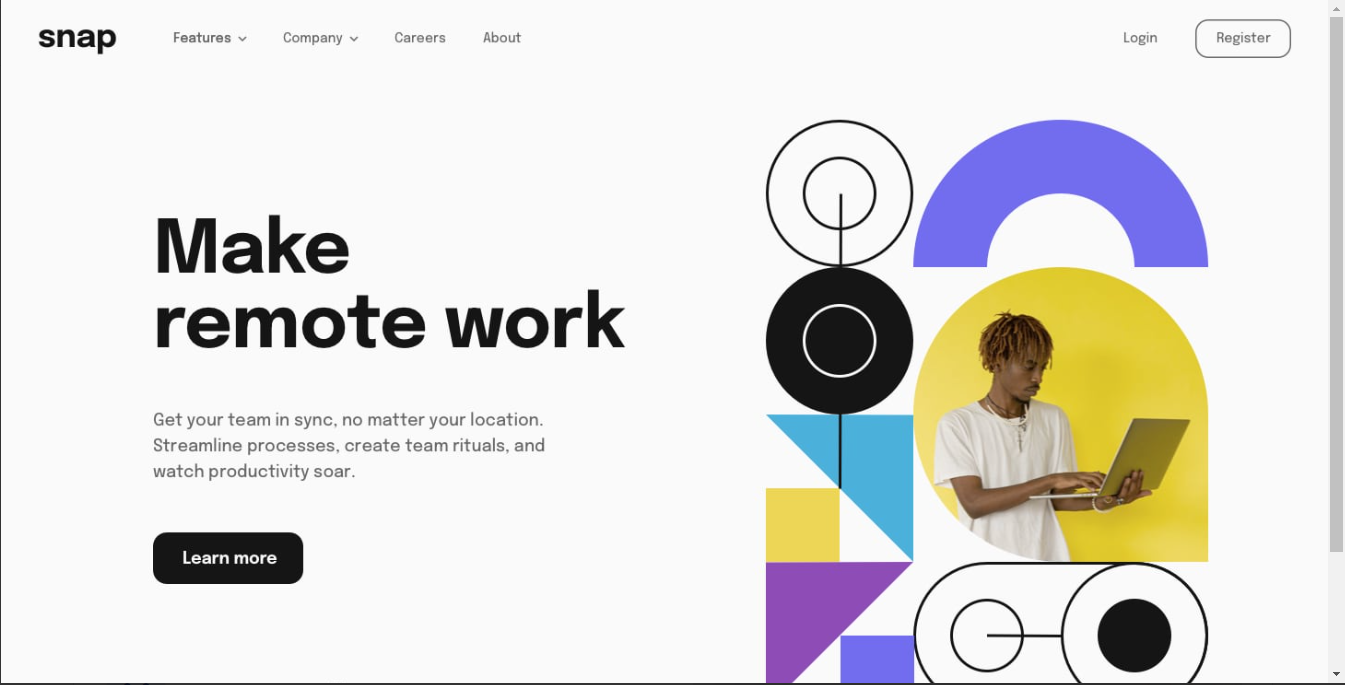 snap
Features
Company
Careers
About
Login
Register
Make
remote work
Get your team in sync, no matter your location.
Streamline processes, create team rituals, and
watch productivity soar.
Learn more